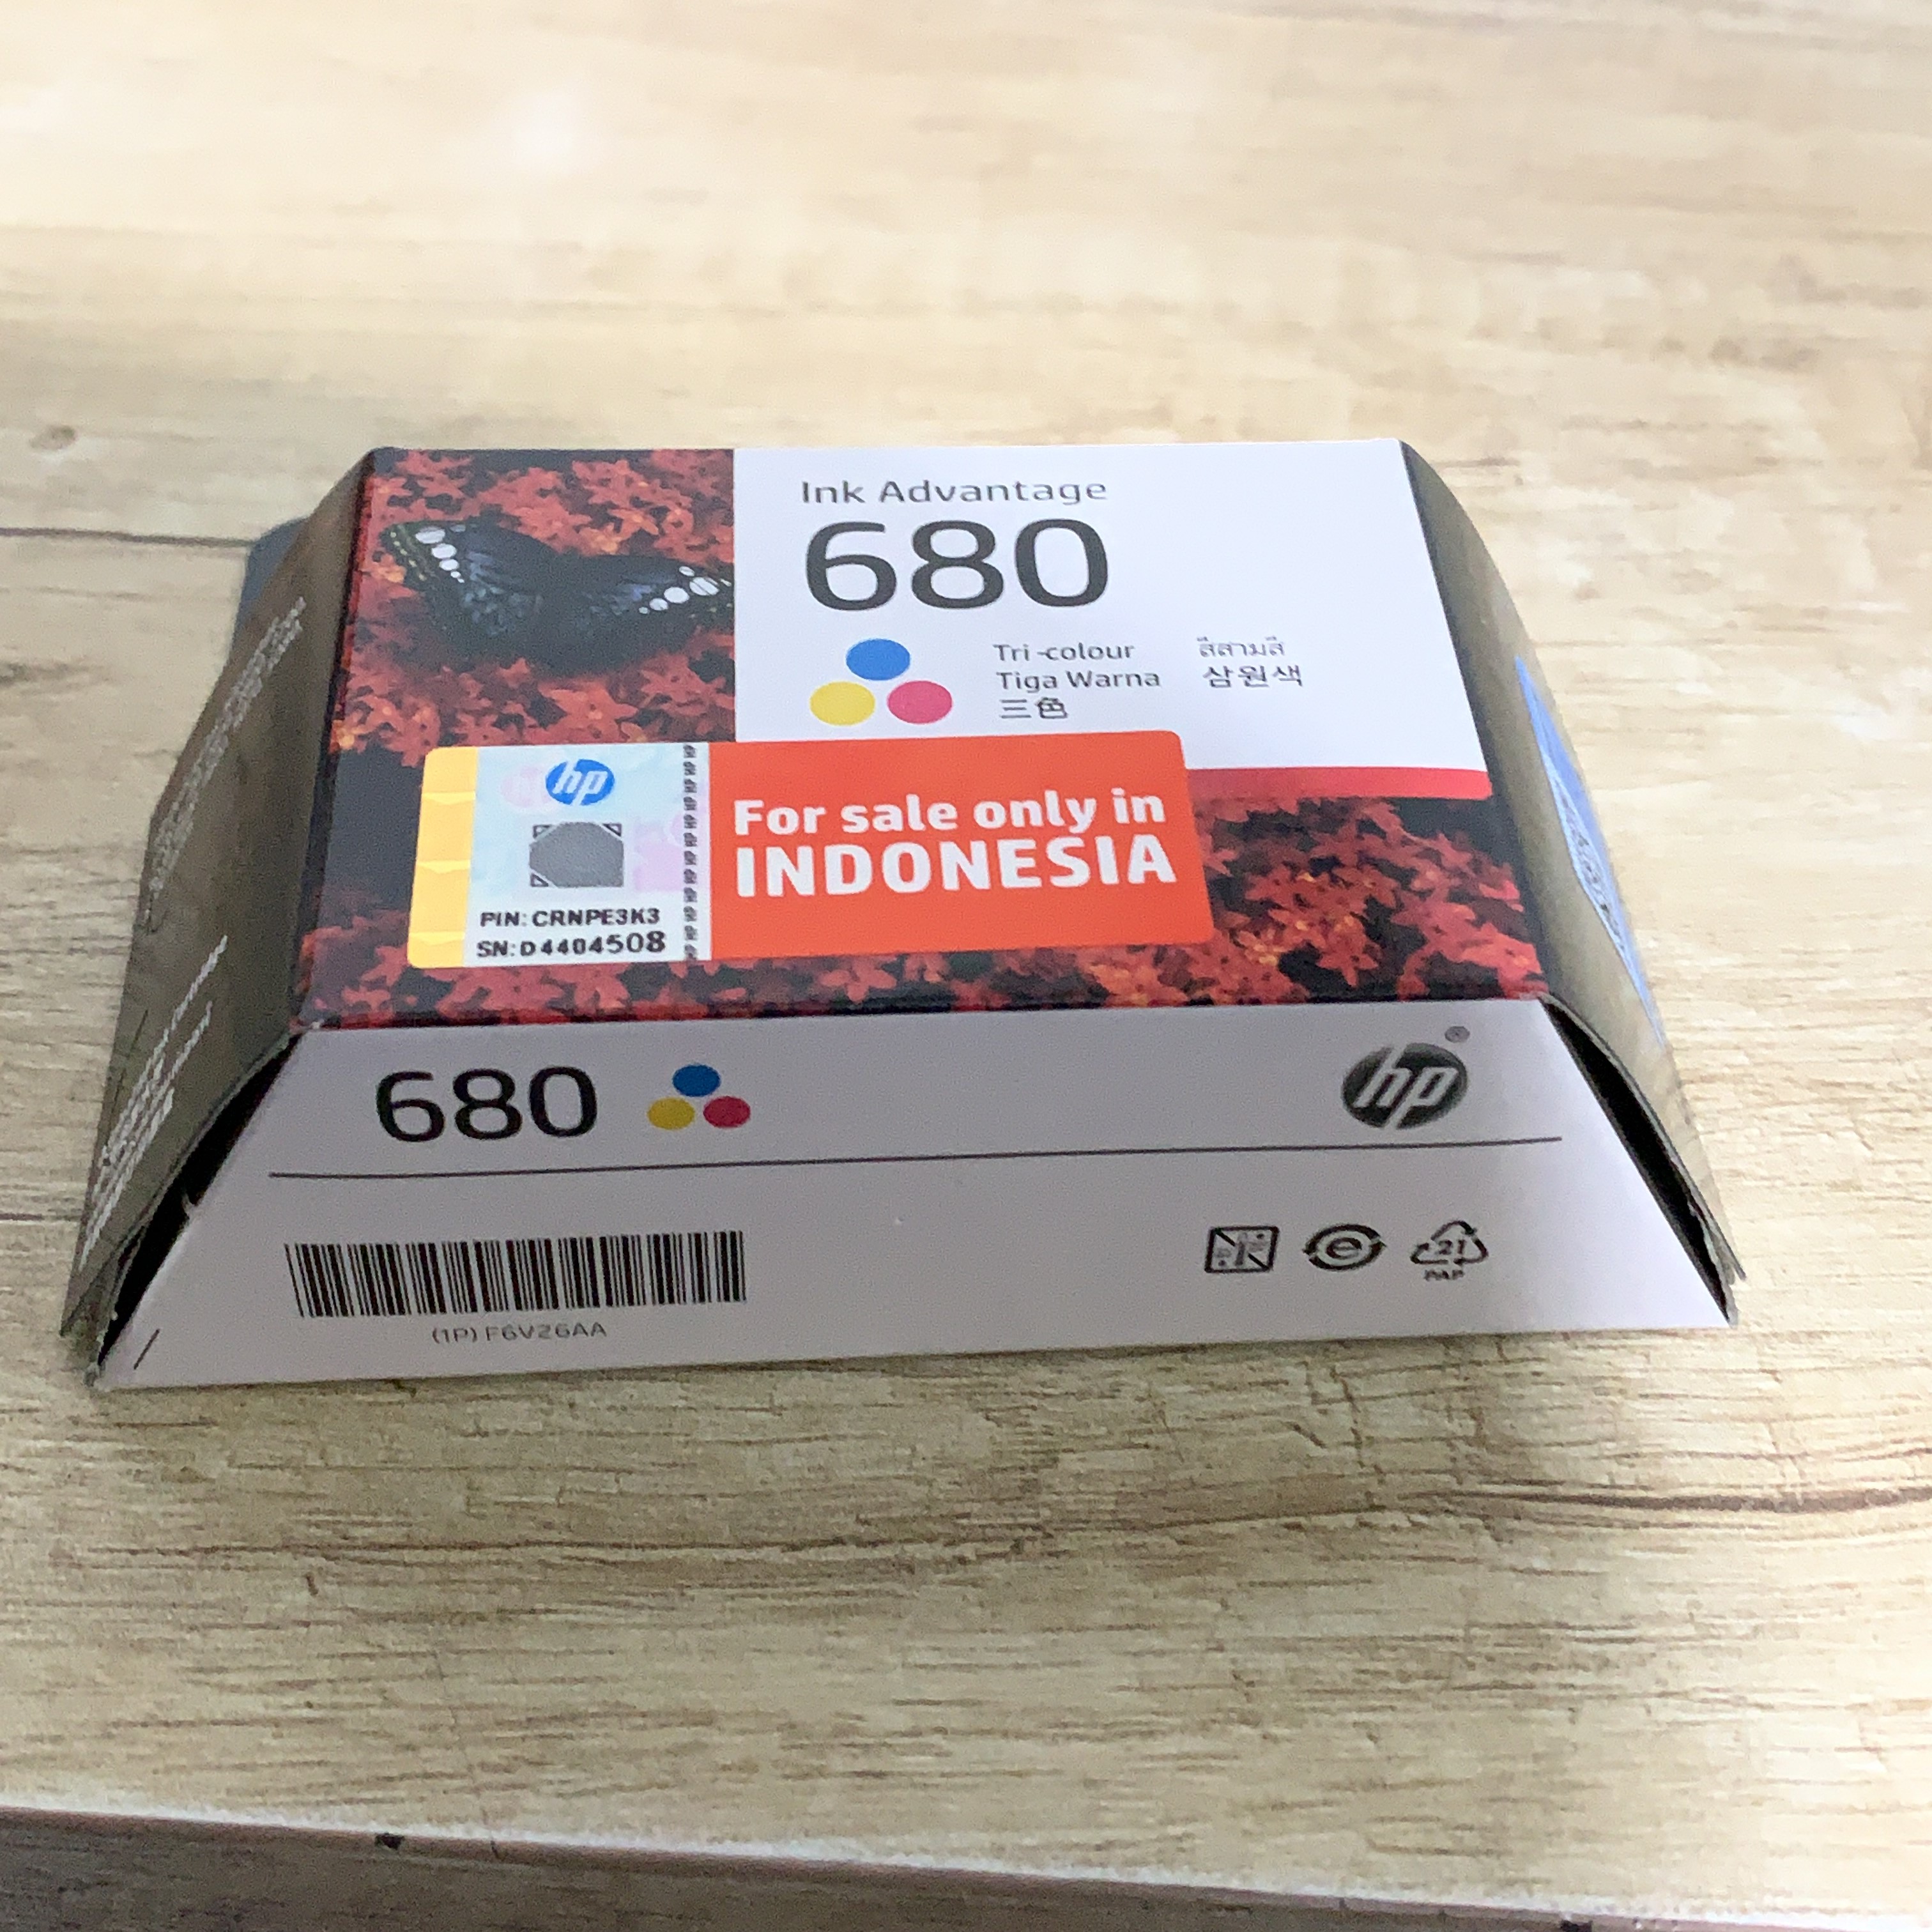 Ink Advantage
680
Tri-colour
Tiga Warna
三色
สีสามสี
삼원색
hp
PIN: CRNPE3K3
SN: D4404508
For sale only in
INDONESIA
680
hp®
(1P) F6V26AA
21
PAP